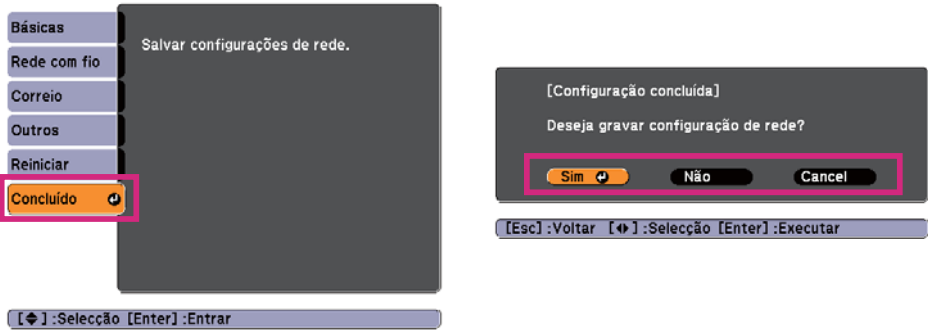 Básicas
Rede com fio
Correio
Outros
Reiniciar
Concluído
Salvar configurações de rede.
[ ] :Selecção [Enter] :Entrar
[Configuração concluída]
Deseja gravar configuração de rede?
Sim Não Cancel
[Esc] :Voltar [ ] :Selecção [Enter] :Executar